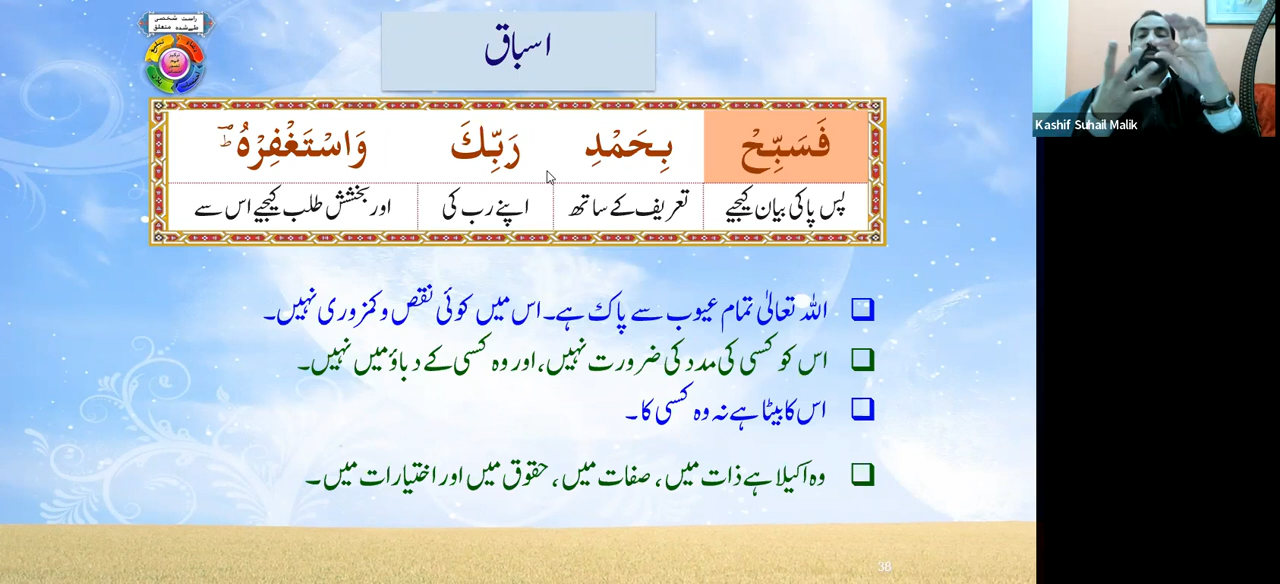 اسباق
راست شخصی
فَسَبِّحْ بِحَمْدِ رَبِّكَ وَاسْتَغْفِرْهُ ؕ
پس پاکی بیان کیجیے تعریف کے ساتھ اپنے رب کی اور بخشش طلب کیجیے اس سے
اللہ تعالیٰ تمام عیوب سے پاک ہے۔ اس میں کوئی نقص و کمزوری نہیں۔
اس کو کسی کی مدد کی ضرورت نہیں، اور وہ کسی کے دباؤ میں نہیں۔
اس کا بیٹا ہے نہ وہ کسی کا۔
وہ اکیلا ہے ذات میں، صفات میں، حقوق میں اور اختیارات میں۔
38
Kashif Suhail Malik